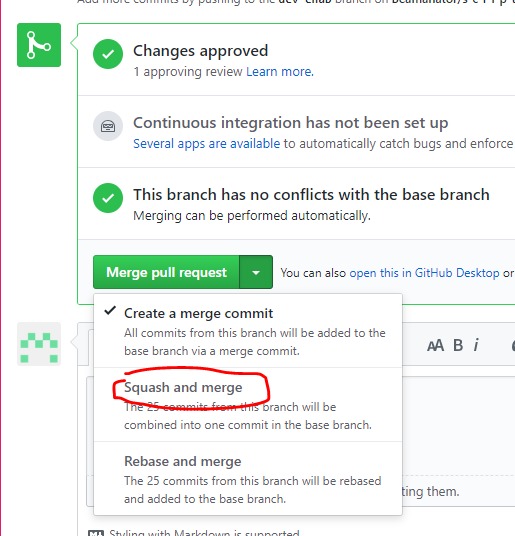 Add more commits by pushing to the
branch on
Changes approved
1 approving review Learn more.
Continuous integration has not been set up
Several apps are available to automatically catch bugs and enforce
This branch has no conflicts with the base branch
Merging can be performed automatically.
Merge pull request
You can also open this in GitHub Desktop or
Create a merge commit
All commits from this branch will be added to the
base branch via a merge commit.
AA B i
Squash and merge
The 25 commits from this branch will be
combined into one commit in the base branch.
Rebase and merge
The 25 commits from this branch will be rebased
and added to the base branch.
ting them.
Styling with Markdown is supported